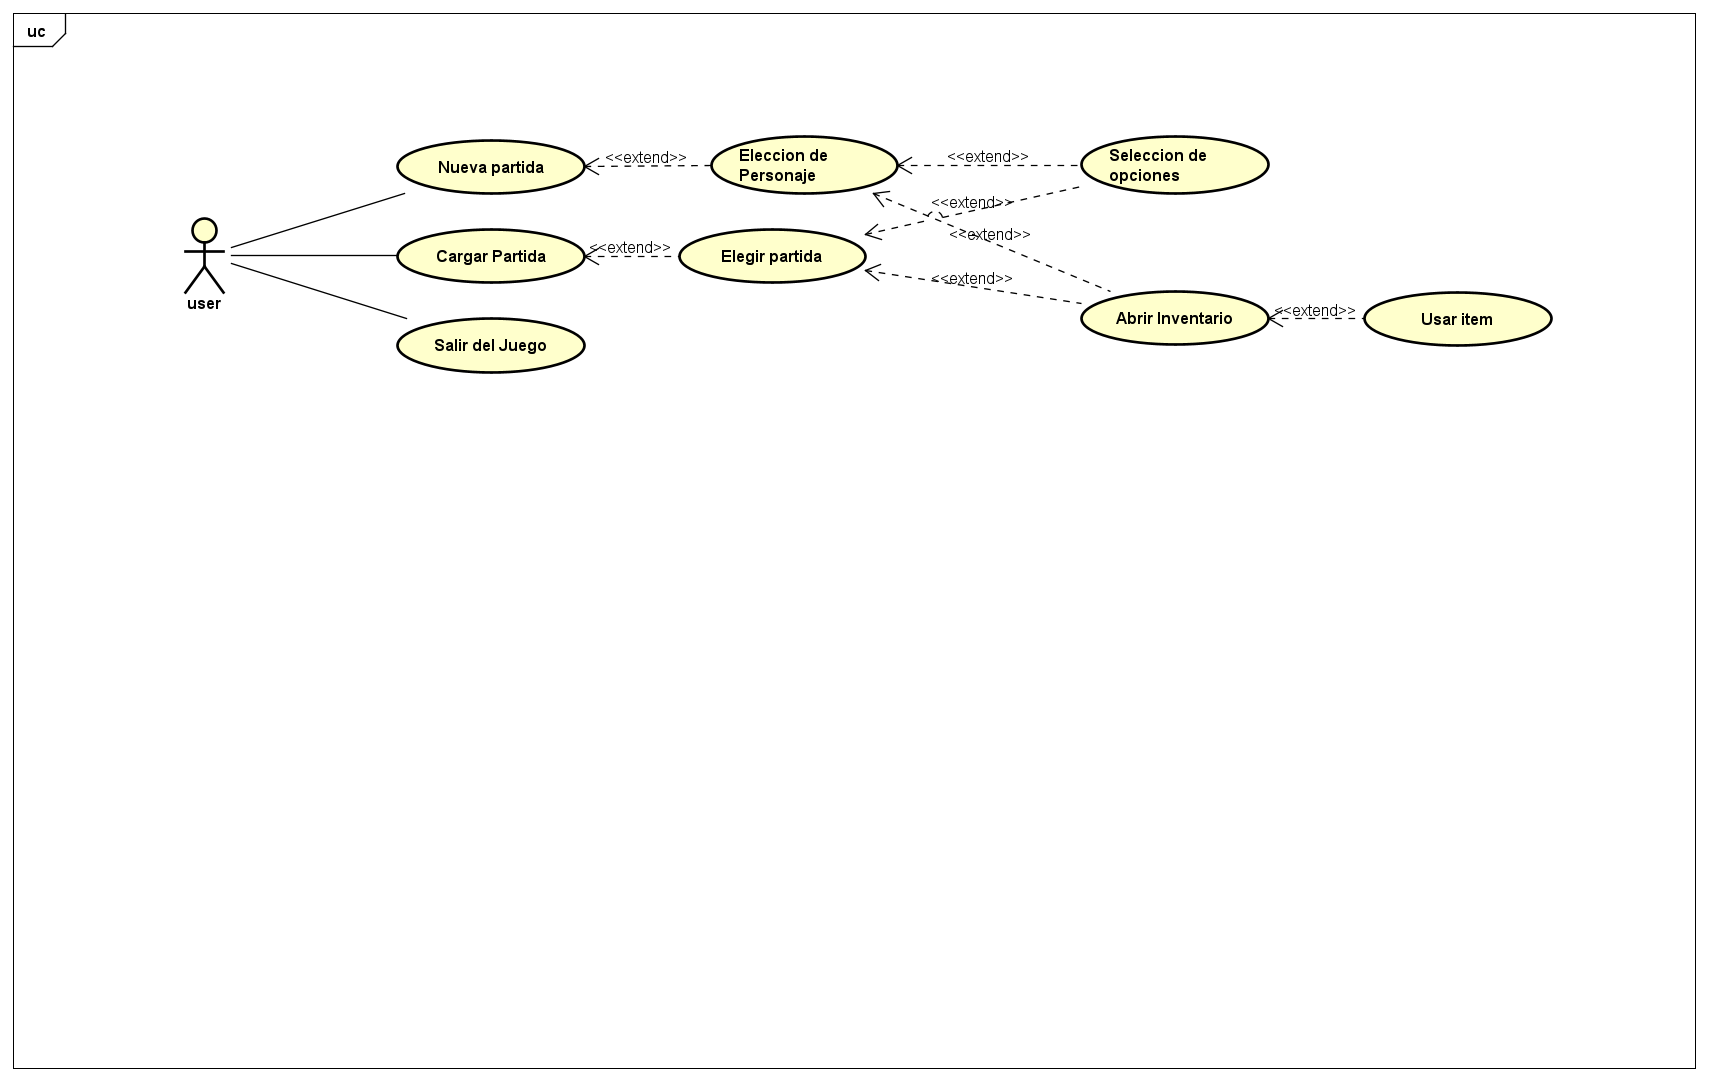 uc
Nueva partida
<<extend>>
Eleccion de
Personaje
<<extend>>
Seleccion de
opciones
<<extend>>
<<extend>>
Cargar Partida
<<extend>>
Elegir partida
<<extend>>
user
Abrir Inventario
<<extend>>
Usar item
Salir del Juego